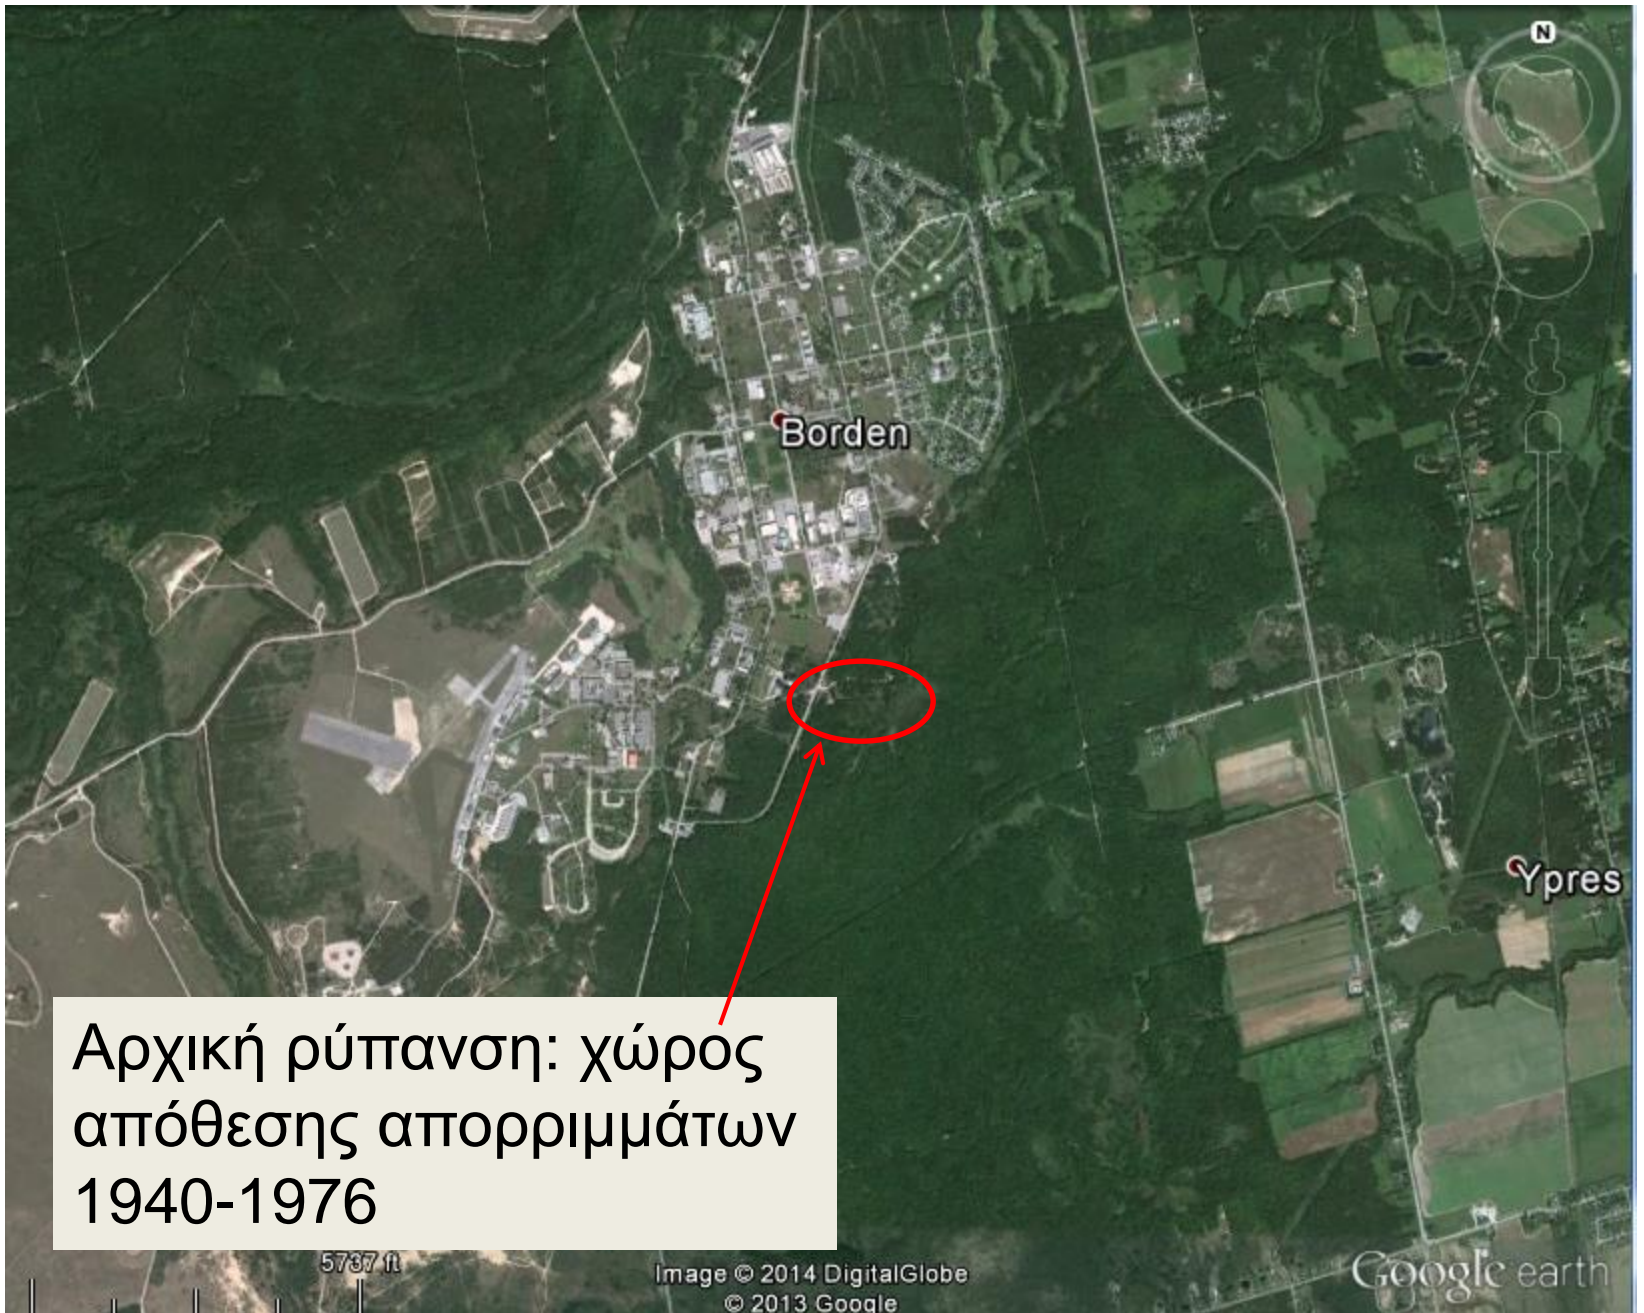 N
Borden
Ypres
Αρχική ρύπανση: χώρος
απόθεσης απορριμμάτων
1940-1976
5737 ft
Image © 2014 DigitalGlobe
© 2013 Google
Google earth